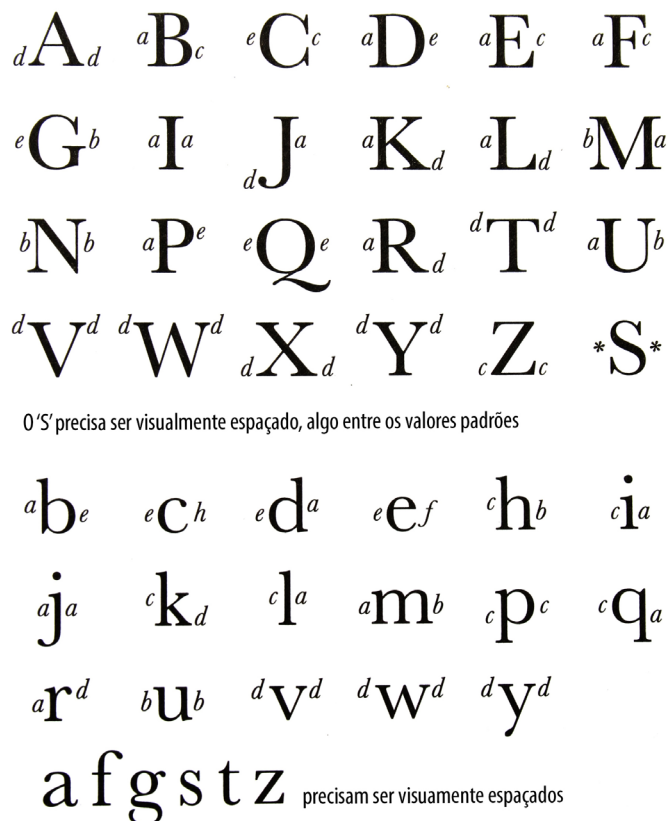 dAd aBc eCc aDe aEc aFc
eGb aIa dJa aKd aLd bMa
bNb aPe eQe aRd dTd aUb
dVd dWd dXd dYd cZc *S*
O ‘S’ precisa ser visualmente espaçado, algo entre os valores padrões
abe ech eda eef chb cia
aja ckd cla amb cpc cqa
ard bub dvd dwd dyd
a f g s t z precisam ser visuamente espaçados